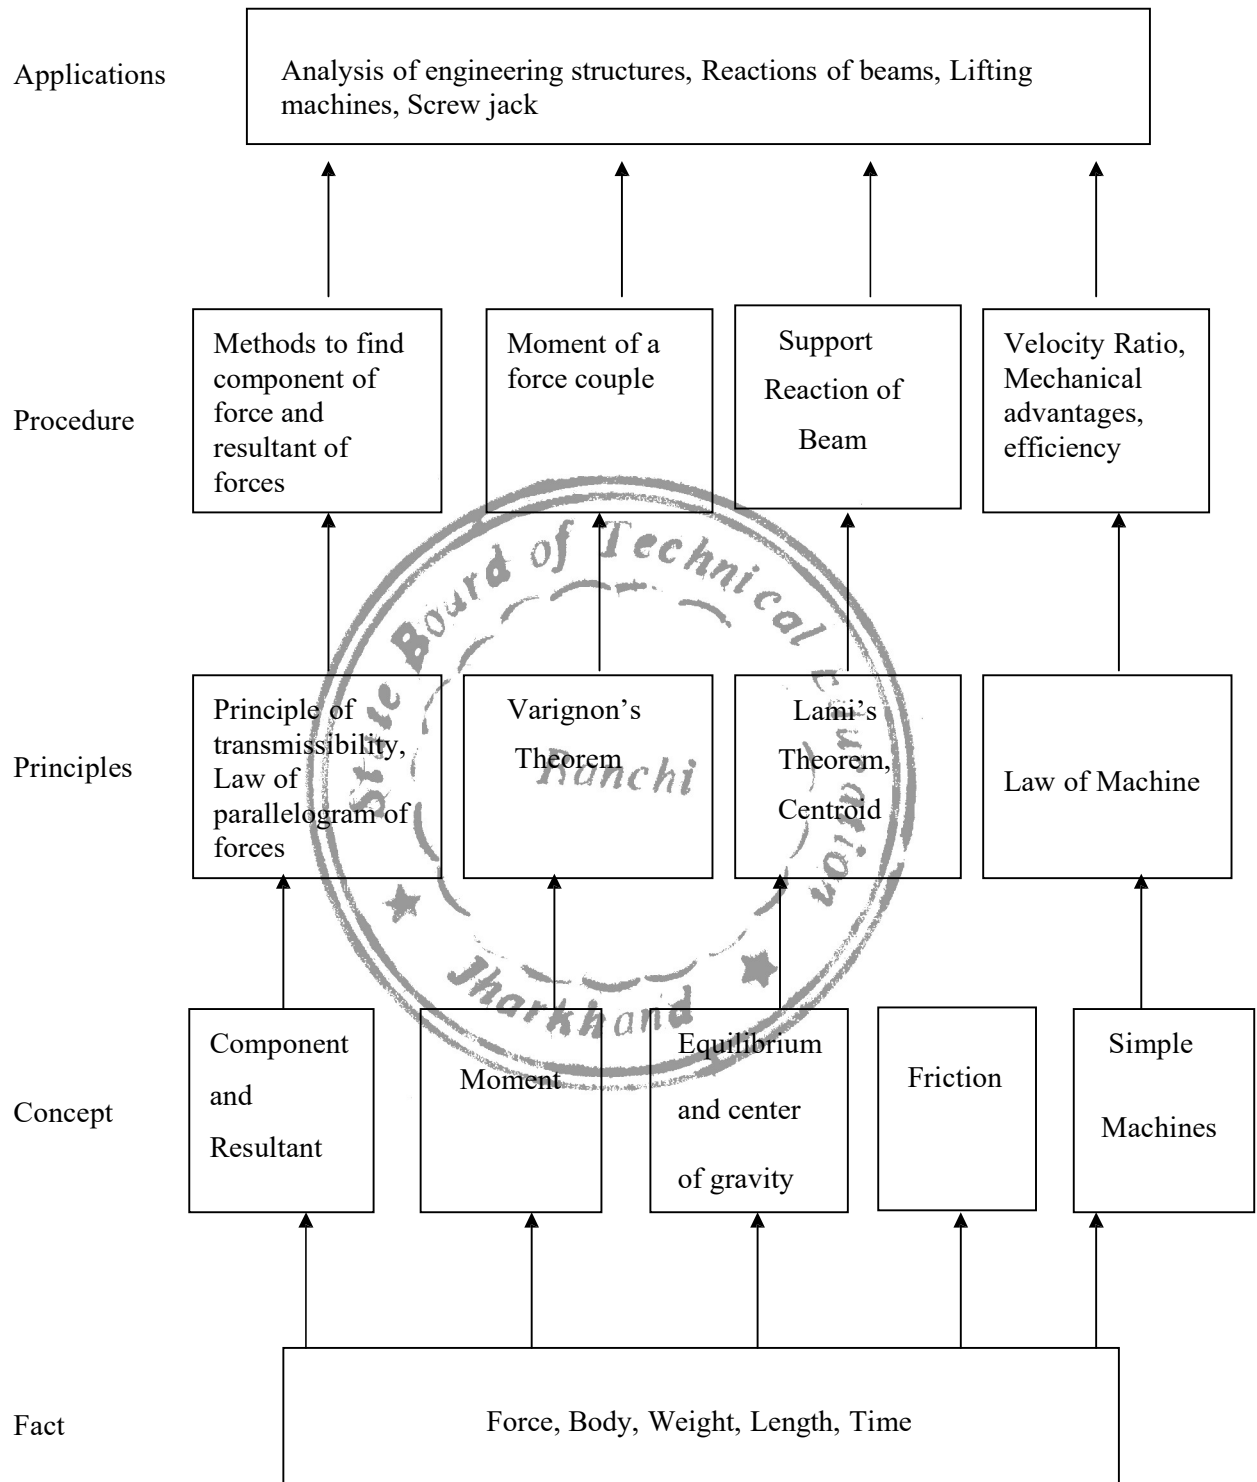 Applications
Analysis of engineering structures, Reactions of beams, Lifting
machines, Screw jack
Procedure
Methods to find
component of
force and
resultant of
forces
Moment of a
force couple
Support
Reaction of
Beam
Velocity Ratio,
Mechanical
advantages,
efficiency
Principles
Principle of
transmissibility,
Law of
parallelogram of
forces
Varignon's
Theorem
Lami's
Theorem,
Centroid
Law of Machine
State Board of Technical Education
Ranchi
Jharkhand
Concept
Component
and
Resultant
Moment
Equilibrium
and center
of gravity
Friction
Simple
Machines
Fact
Force, Body, Weight, Length, Time